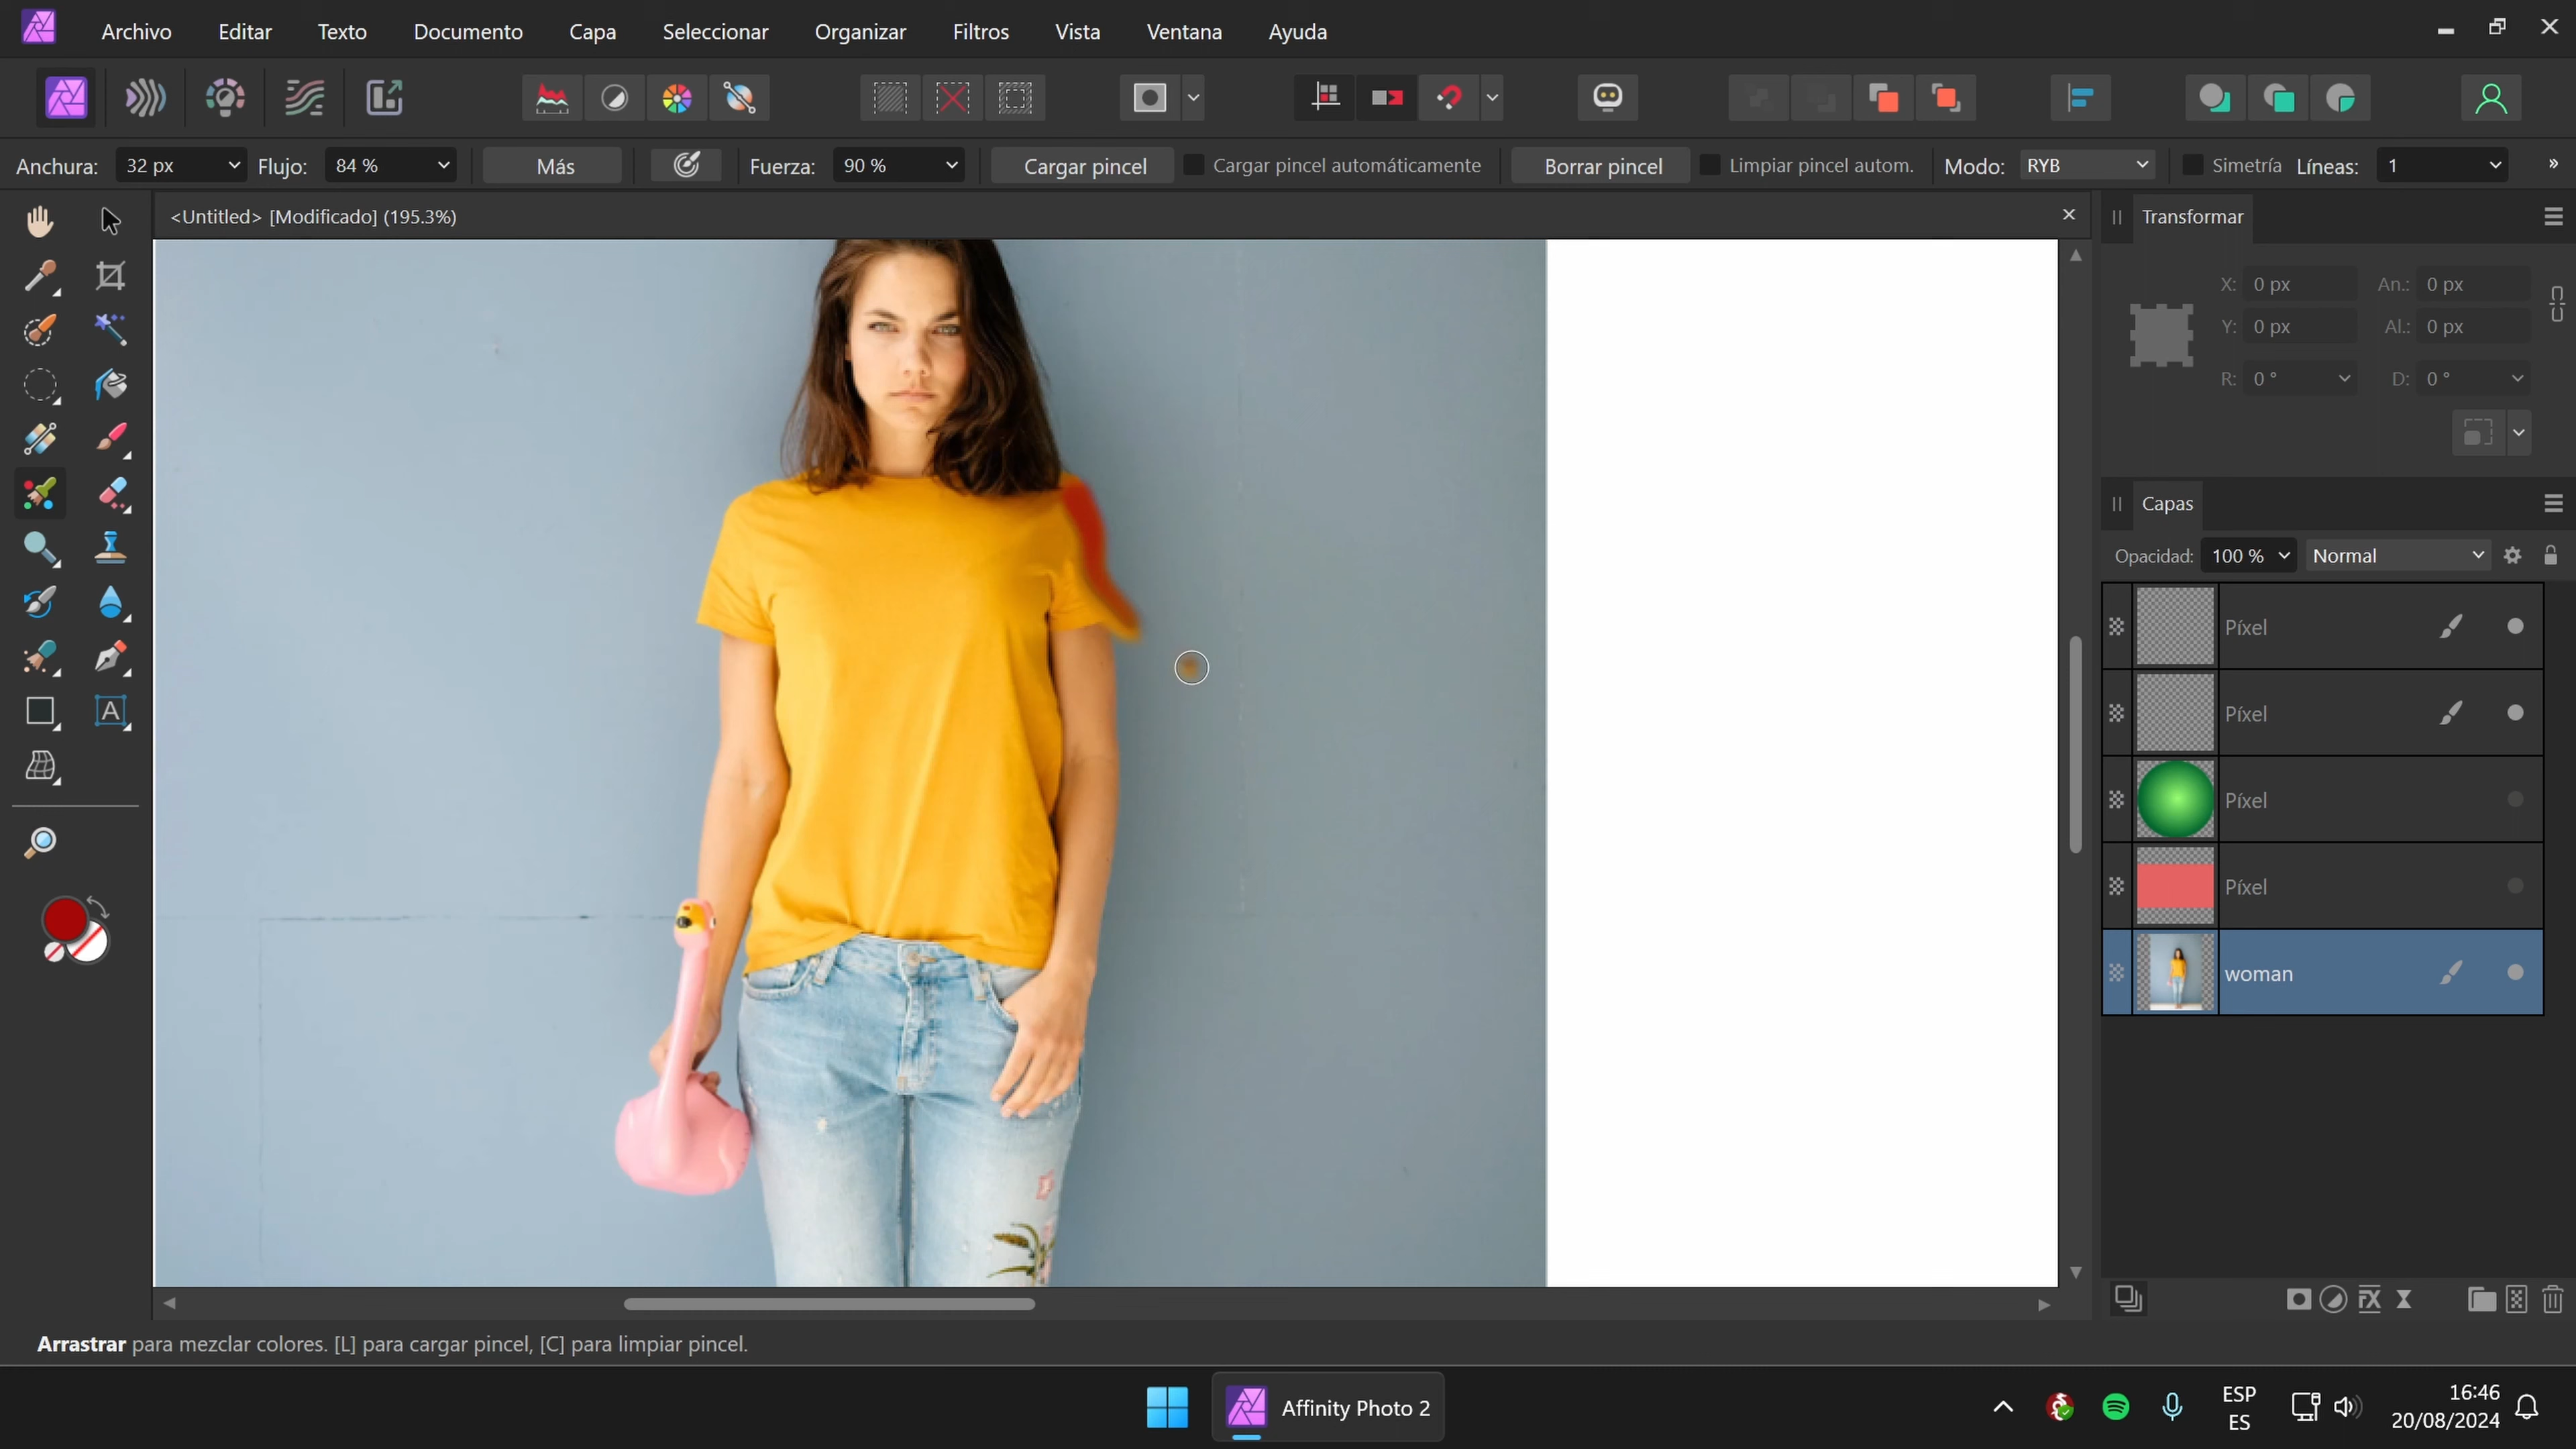 Archivo Editar Texto Documento Capa Seleccionar Organizar Filtros Vista Ventana Ayuda
Anchura: 32 px Flujo: 84 % Más Fuerza: 90 % Cargar pincel Cargar pincel automáticamente Borrar pincel Limpiar pincel autom. Modo: RYB Simetría Líneas: 1 »
<Untitled> [Modificado] (195.3%)
Transformar
X: 0 px An.: 0 px
Y: 0 px Al.: 0 px
R: 0 ° D: 0 °
Capas
Opacidad: 100 % Normal
Píxel
Píxel
Píxel
Píxel
woman
Arrastrar para mezclar colores. [L] para cargar pincel, [C] para limpiar pincel.
Affinity Photo 2
ESP
ES
16:46
20/08/2024